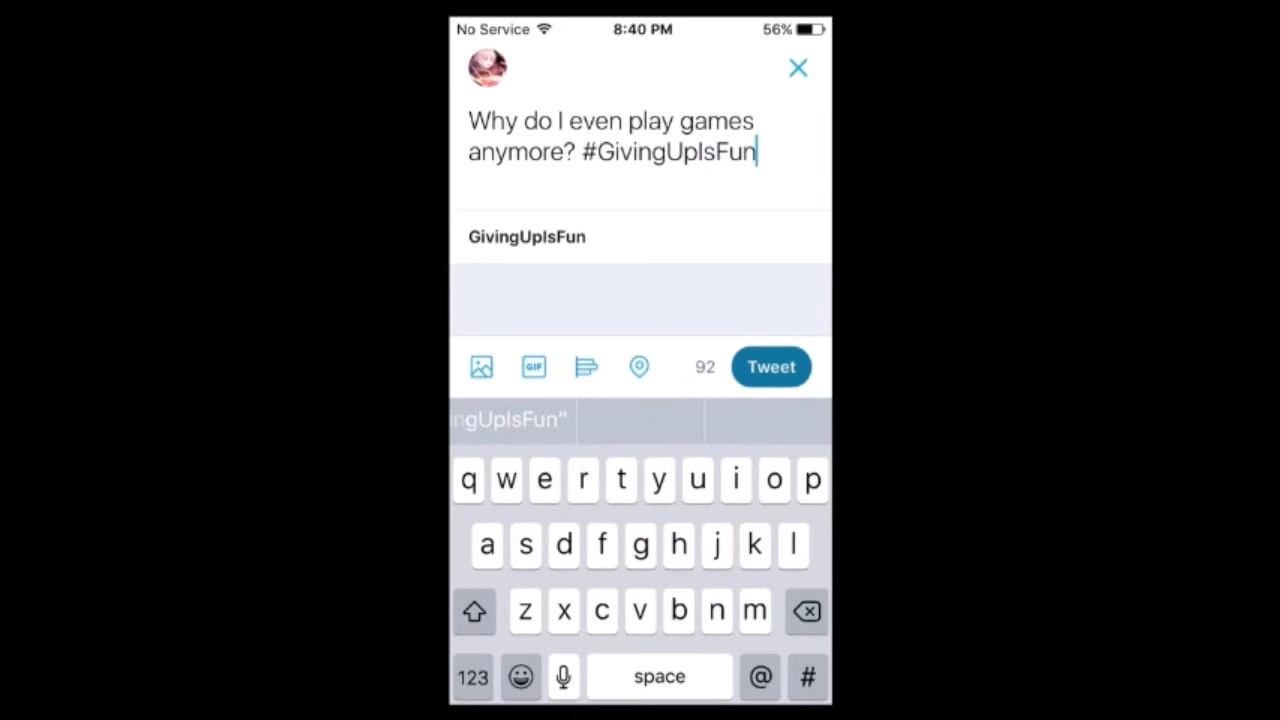 No Service 8:40 PM 56%
Why do I even play games
anymore? #GivingUpIsFun
GivingUpIsFun
GIF 92 Tweet
ingUpIsFun"
q w e r t y u i o p
a s d f g h j k l
z x c v b n m
123 space @ #